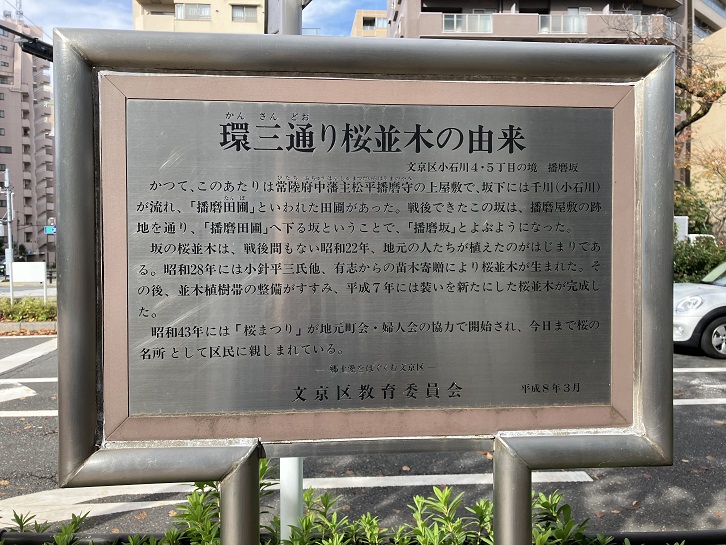 かん さん どお
環三通り桜並木の由来
文京区小石川4・5丁目の境 播磨坂
かつて、このあたりは常陸府中藩主松平播磨守の上屋敷で、坂下には千川(小石川)
が流れ、「播磨田圃」といわれた田圃があった。戦後できたこの坂は、播磨屋敷の跡
地を通り、「播磨田圃」へ下る坂ということで、「播磨坂」とよぶようになった。
坂の桜並木は、戦後間もない昭和22年、地元の人たちが植えたのがはじまりであ
る。昭和28年には小針平三氏他、有志からの苗木寄贈により桜並木が生まれた。そ
の後、並木植樹帯の整備がすすみ、平成7年には装いを新たにした桜並木が完成し
た。
昭和43年には『桜まつり』が地元町会・婦人会の協力で開始され、今日まで桜の
名所として区民に親しまれている。
―郷土愛をはぐくむ文京区―
文京区教育委員会 平成8年3月